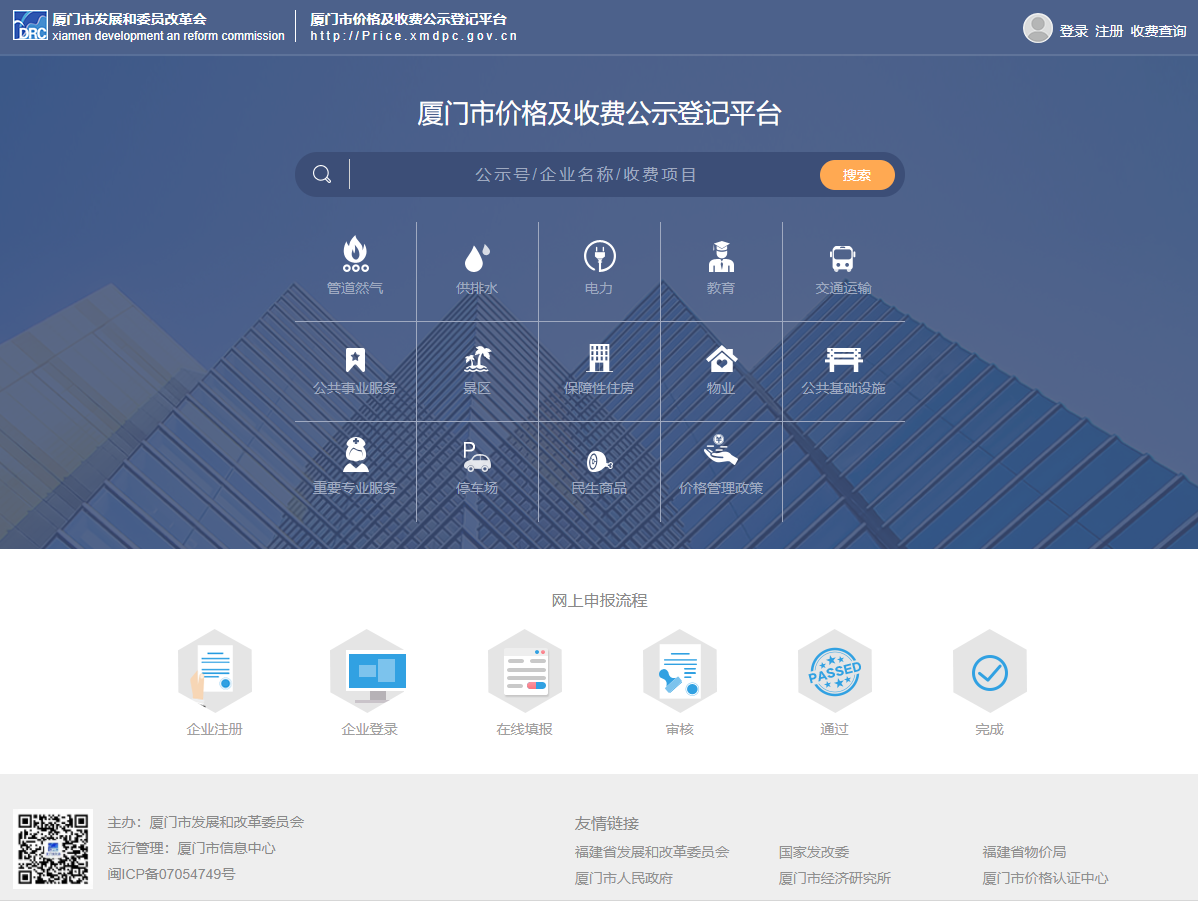 厦门市发展和委员改革会
xiamen development an reform commission
厦门市价格及收费公示登记平台
http://Price.xmdpc.gov.cn
登录 注册 收费查询
厦门市价格及收费公示登记平台
公示号/企业名称/收费项目
搜索
管道然气 供排水 电力 教育 交通运输
公共事业服务 景区 保障性住房 物业 公共基础设施
P
重要专业服务 停车场 民生商品 价格管理政策
网上申报流程
PASSED
企业注册 企业登录 在线填报 审核 通过 完成
主办：厦门市发展和改革委员会
运行管理：厦门市信息中心
闽ICP备07054749号
友情链接
福建省发展和改革委员会 国家发改委 福建省物价局
厦门市人民政府 厦门市经济研究所 厦门市价格认证中心
DRC